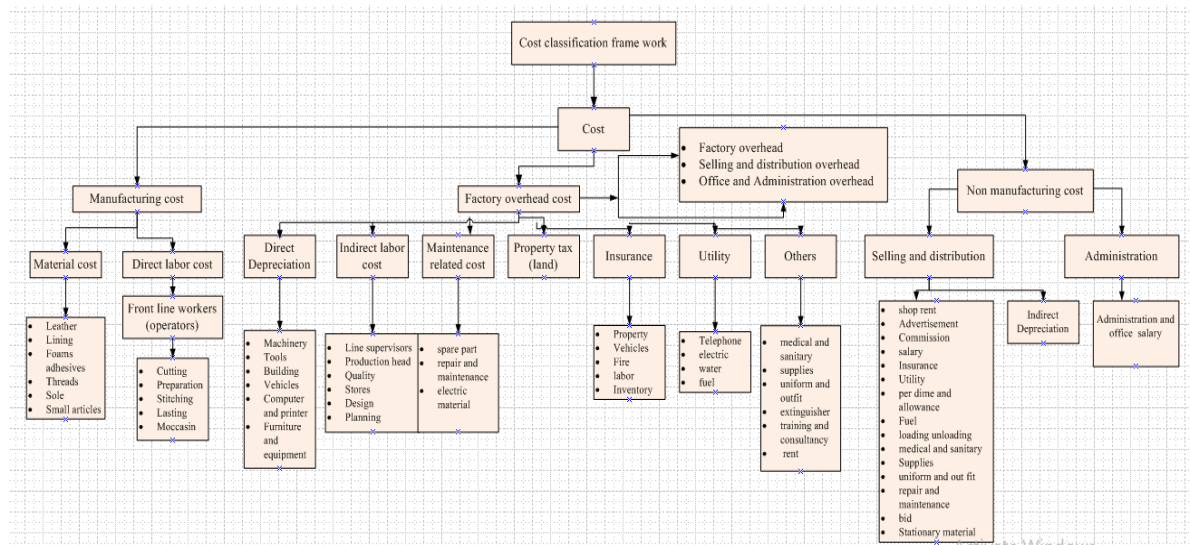 Cost classification frame work
Cost
• Factory overhead
• Selling and distribution overhead
• Office and Administration overhead
Manufacturing cost
Factory overhead cost
Non manufacturing cost
Material cost
Direct labor cost
Direct
Depreciation
Indirect labor
cost
Maintenance
related cost
Property tax
(land)
Insurance
Utility
Others
Selling and distribution
Administration
Front line workers
(operators)
• Leather
• Lining
• Foams
adhesives
• Threads
• Sole
• Small articles
• Cutting
• Preparation
• Stitching
• Lasting
• Moccasin
• Machinery
• Tools
• Building
• Vehicles
• Computer
and printer
• Furniture
and
equipment
• Line supervisors
• Production head
• Quality
• Stores
• Design
• Planning
• spare part
• repair and
maintenance
• electric
material
• Property
• Vehicles
• Fire
• labor
• Inventory
• Telephone
• electric
• water
• fuel
• medical and
sanitary
supplies
• uniform and
outfit
• extinguisher
• training and
consultancy
• rent
• shop rent
• Advertisement
• Commission
• salary
• Insurance
• Utility
• per dime and
allowance
• Fuel
• loading unloading
• medical and sanitary
• Supplies
• uniform and out fit
• repair and
maintenance
• bid
• Stationary material
Indirect
Depreciation
Administration and
office salary